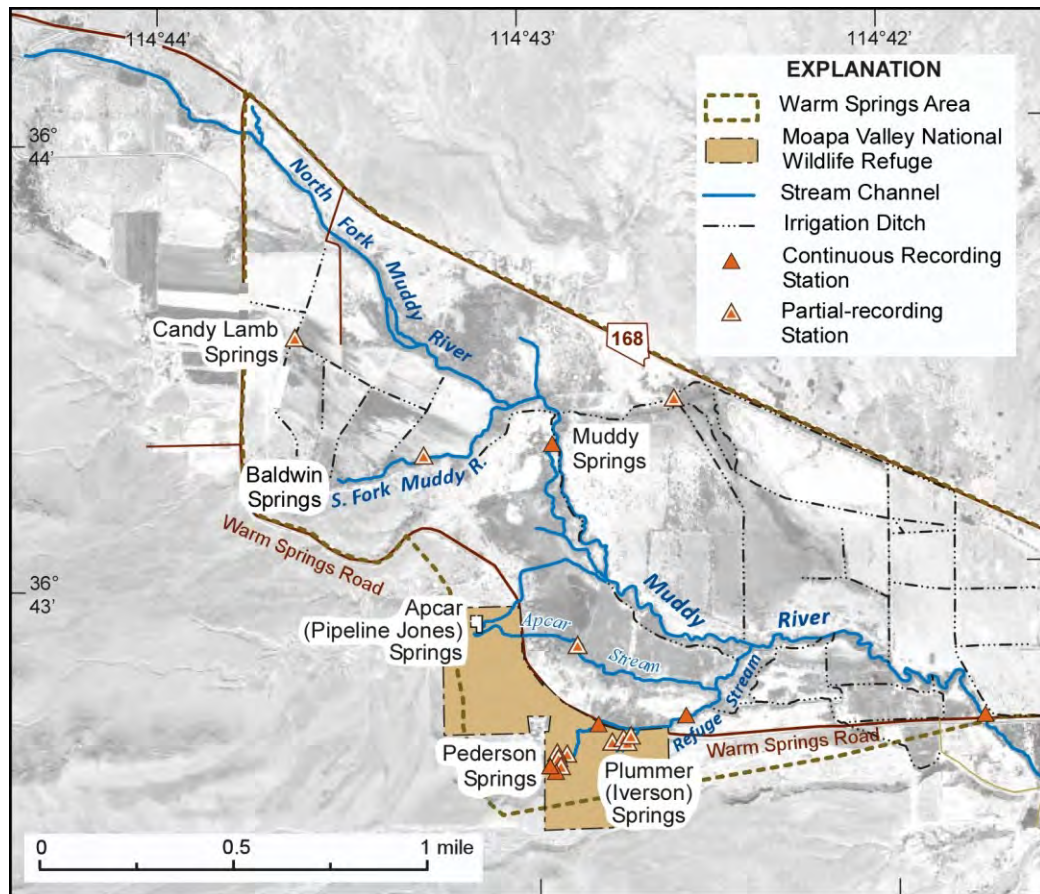 114°44'
114°43'
114°42'
EXPLANATION
Warm Springs Area
Moapa Valley National
Wildlife Refuge
Stream Channel
Irrigation Ditch
Continuous Recording
Station
Partial-recording
Station
36°
44'
North Fork Muddy River
168
Candy Lamb
Springs
Muddy
Springs
Baldwin
Springs
S. Fork Muddy R.
Warm Springs Road
36°
43'
Muddy River
Apcar
(Pipeline Jones)
Springs
Apcar Stream
Refuge Stream
Warm Springs Road
Pederson
Springs
Plummer
(Iverson)
Springs
0 0.5 1 mile